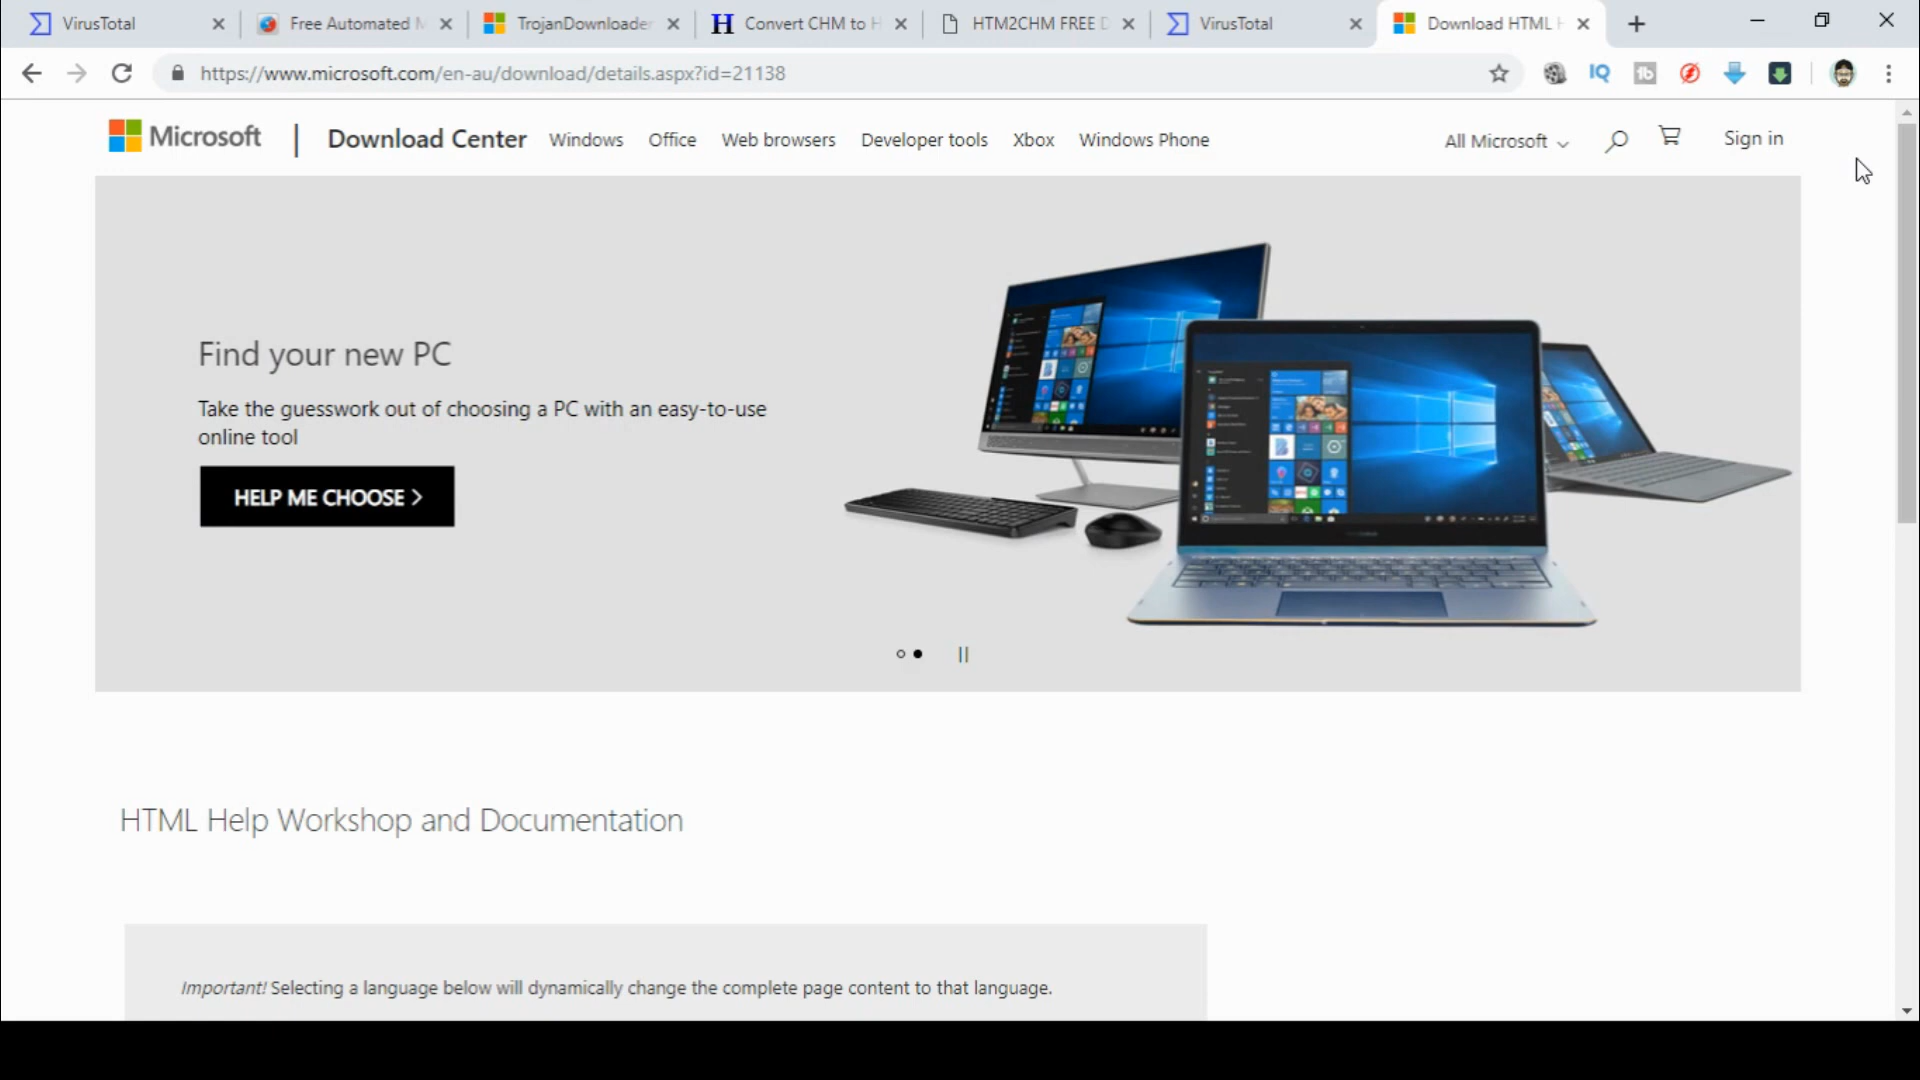 VirusTotal
Free Automated M
TrojanDownloader
Convert CHM to H
HTM2CHM FREE D
VirusTotal
Download HTML H
https://www.microsoft.com/en-au/download/details.aspx?id=21138
IQ
tb
Microsoft
Download Center
Windows
Office
Web browsers
Developer tools
Xbox
Windows Phone
All Microsoft
Sign in
Find your new PC
Take the guesswork out of choosing a PC with an easy-to-use
online tool
HELP ME CHOOSE >
HTML Help Workshop and Documentation
Important! Selecting a language below will dynamically change the complete page content to that language.